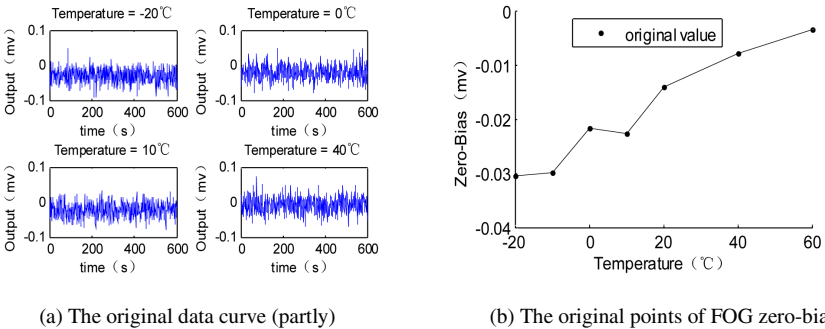 Temperature = -20℃
Temperature = 0℃
0.1
0
-0.1
Output（mv）
0 200 400 600
time（s）
0.1
0
-0.1
Output（mv）
0 200 400 600
time（s）
Temperature = 10℃
Temperature = 40℃
0.1
0
-0.1
Output（mv）
0 200 400 600
time（s）
0.1
0
-0.1
Output（mv）
0 200 400 600
time（s）
(a) The original data curve (partly)
0
-0.01
-0.02
-0.03
-0.04
Zero-Bias（mv）
original value
-20 0 20 40 60
Temperature（℃）
(b) The original points of FOG zero-bia